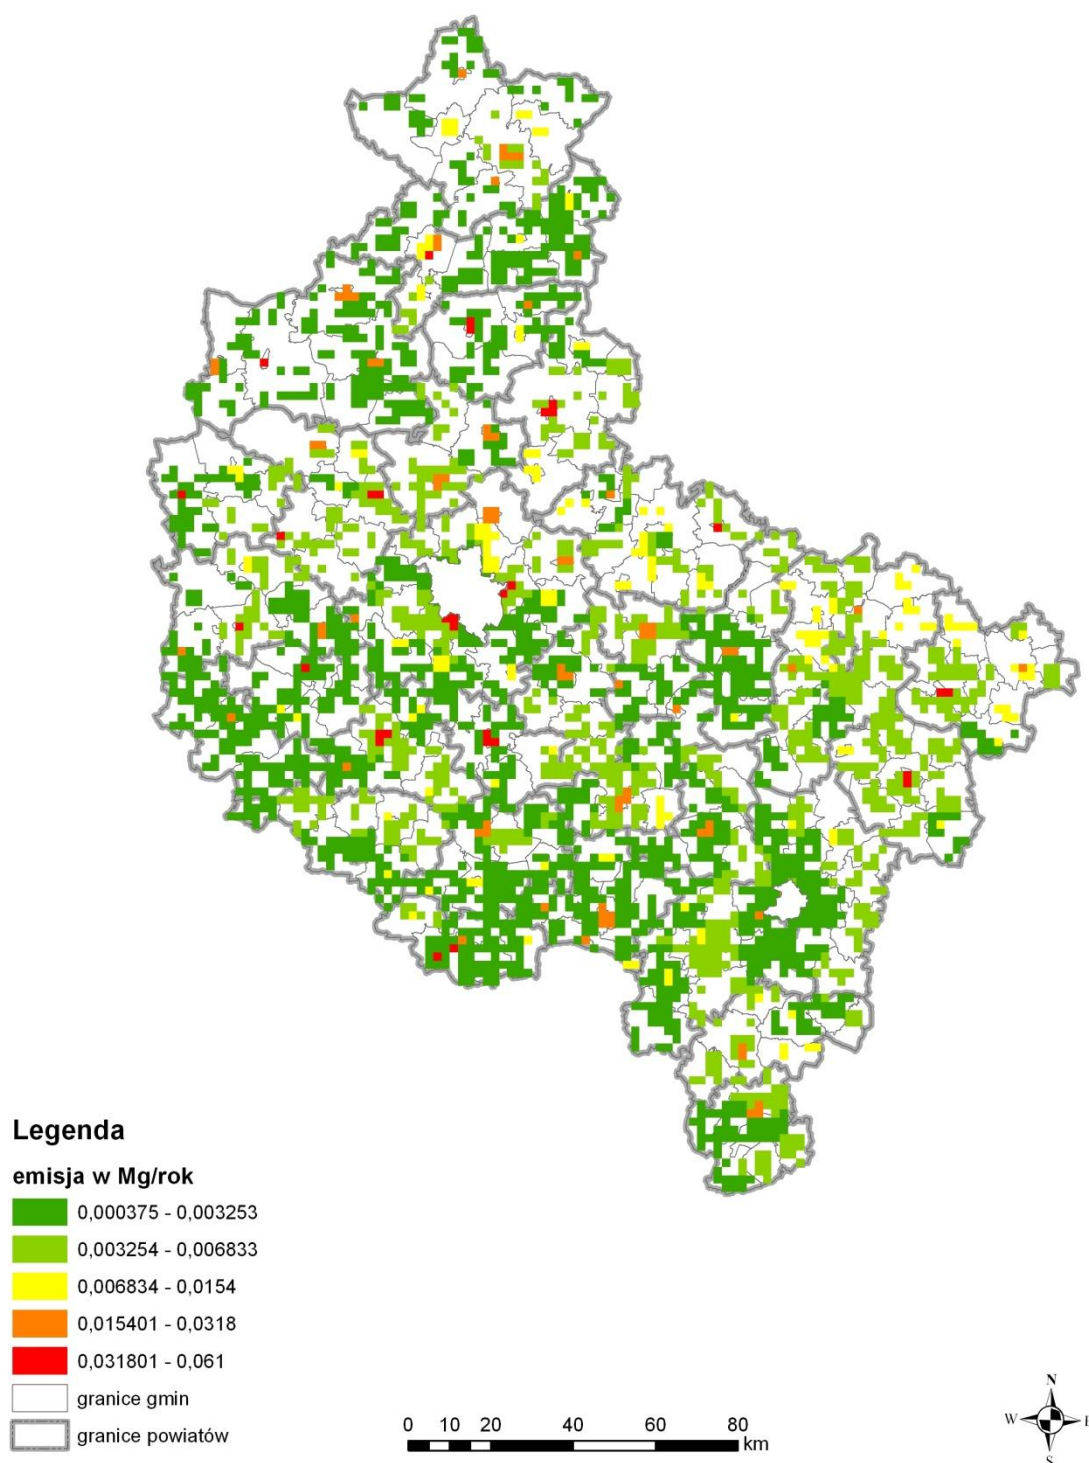 Legenda
emisja w Mg/rok
0,000375 - 0,003253
0,003254 - 0,006833
0,006834 - 0,0154
0,015401 - 0,0318
0,031801 - 0,061
granice gmin
granice powiatów
0 10 20 40 60 80
km
N
W E
S